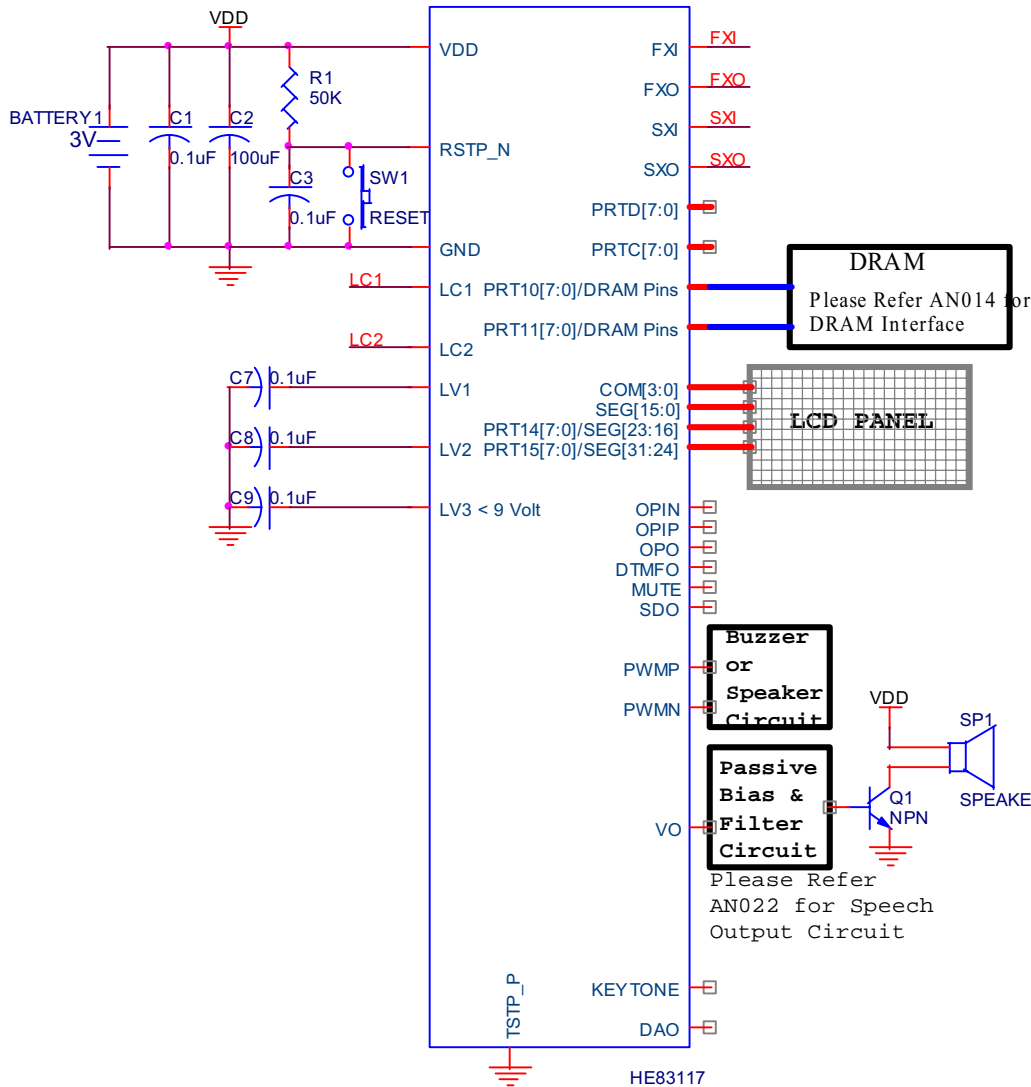 VDD
BATTERY1
3V
C1
0.1uF
C2
100uF
R1
50K
C3
0.1uF
SW1
RESET
VDD
RSTP_N
GND
LC1
LC1
LC2
LC2
C7
0.1uF
LV1
C8
0.1uF
LV2
C9
0.1uF
LV3 < 9 Volt
TSTP_P
FXI
FXI
FXO
FXO
SXI
SXI
SXO
SXO
PRTD[7:0]
PRTC[7:0]
PRT10[7:0]/DRAM Pins
PRT11[7:0]/DRAM Pins
DRAM
Please Refer AN014 for
DRAM Interface
COM[3:0]
SEG[15:0]
PRT14[7:0]/SEG[23:16]
PRT15[7:0]/SEG[31:24]
LCD PANEL
OPIN
OPIP
OPO
DTMFO
MUTE
SDO
PWMP
PWMN
Buzzer
or
Speaker
Circuit
VO
Passive
Bias &
Filter
Circuit
VDD
SP1
SPEAKE
Q1
NPN
Please Refer
AN022 for Speech
Output Circuit
KEYTONE
DAO
HE83117